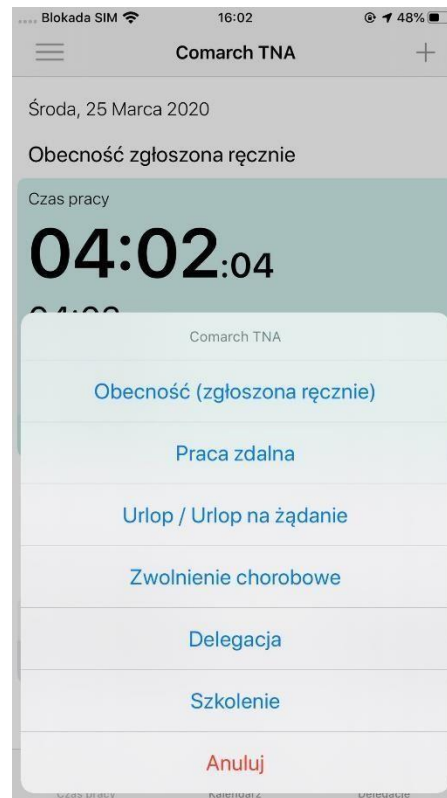 Blokada SIM 16:02 48%
Comarch TNA
Środa, 25 Marca 2020
Obecność zgłoszona ręcznie
Czas pracy
04:02:04
Comarch TNA
Obecność (zgłoszona ręcznie)
Praca zdalna
Urlop / Urlop na żądanie
Zwolnienie chorobowe
Delegacja
Szkolenie
Anuluj
Czas pracy Kalendarz Delegacje